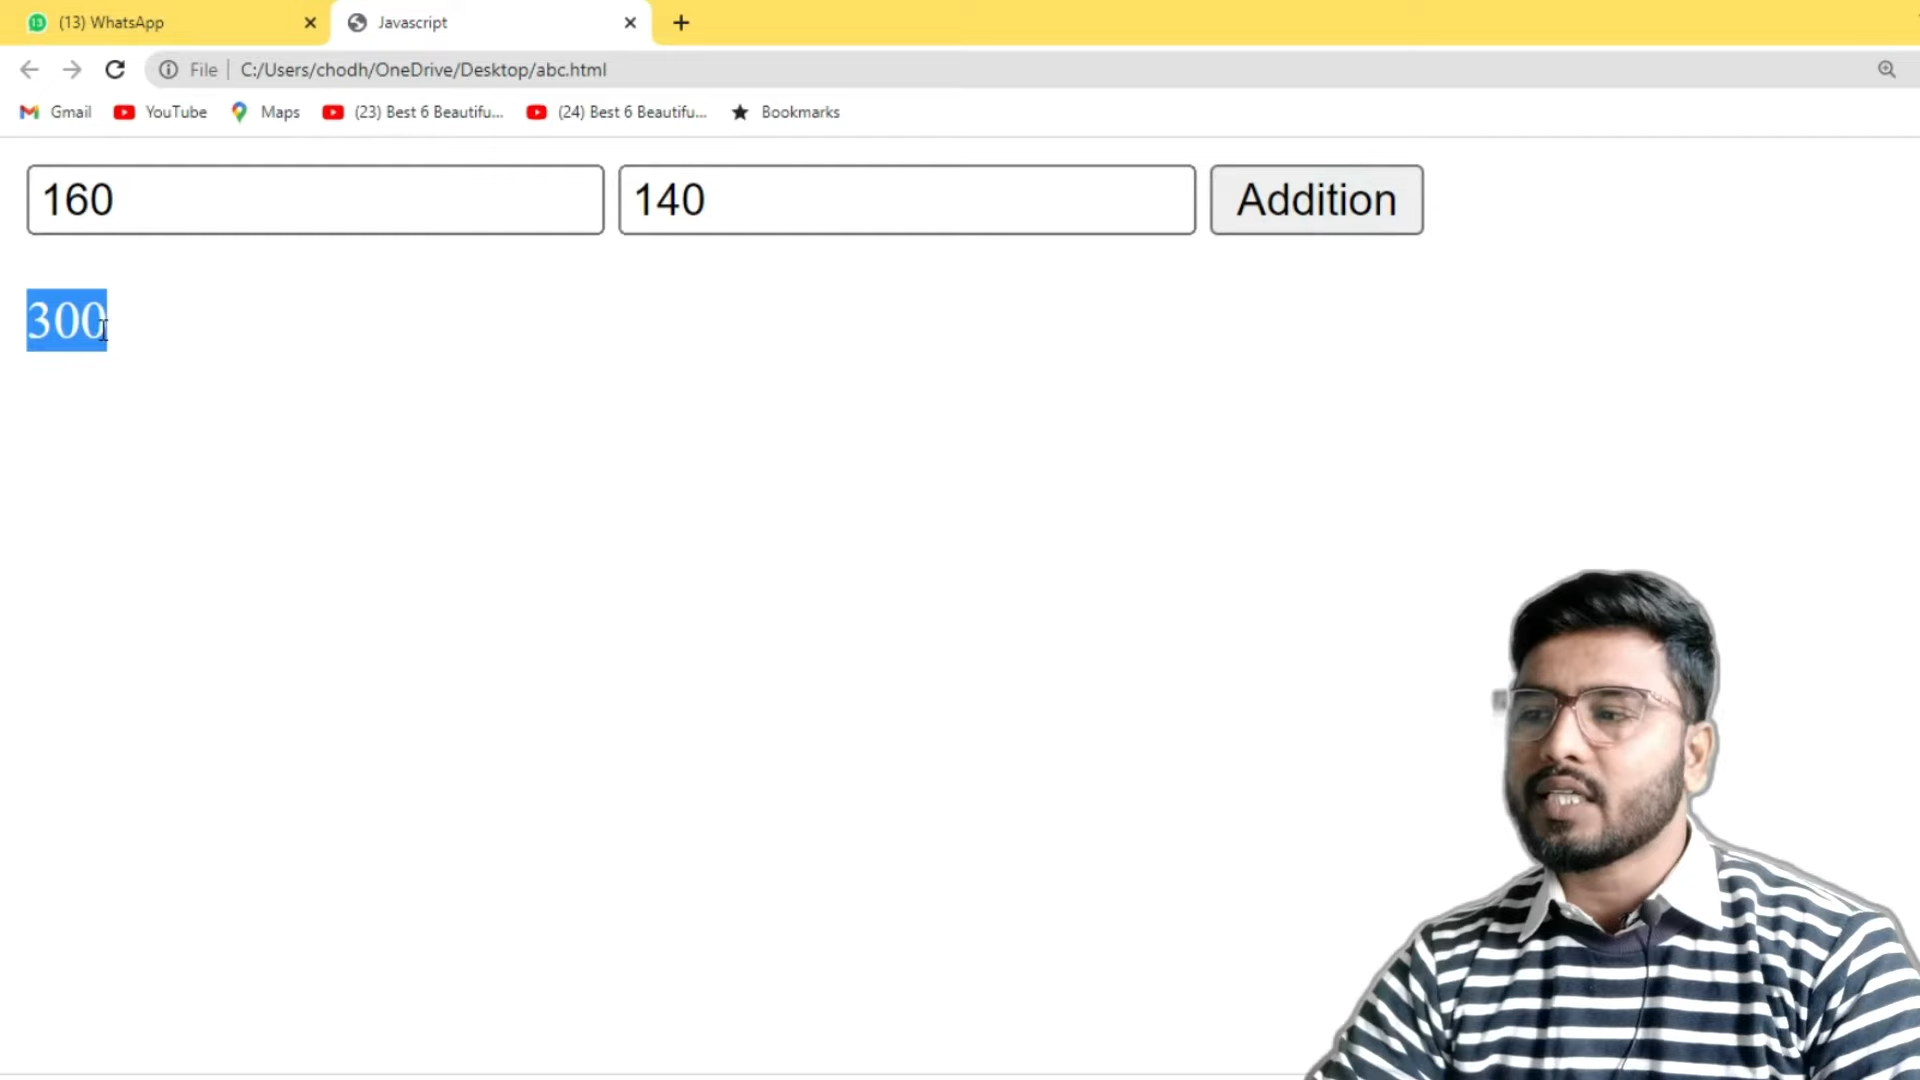 13 (13) WhatsApp Javascript
File C:/Users/chodh/OneDrive/Desktop/abc.html
Gmail YouTube Maps (23) Best 6 Beautifu... (24) Best 6 Beautifu... Bookmarks
160 140 Addition
300